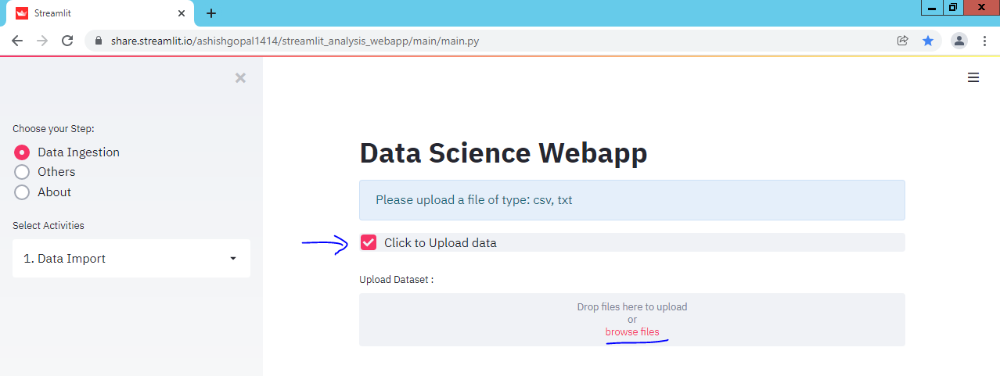 Streamlit
share.streamlit.io/ashishgopal1414/streamlit_analysis_webapp/main/main.py
Choose your Step:
Data Ingestion
Others
About
Select Activities
1. Data Import
Data Science Webapp
Please upload a file of type: csv, txt
Click to Upload data
Upload Dataset :
Drop files here to upload
or
browse files